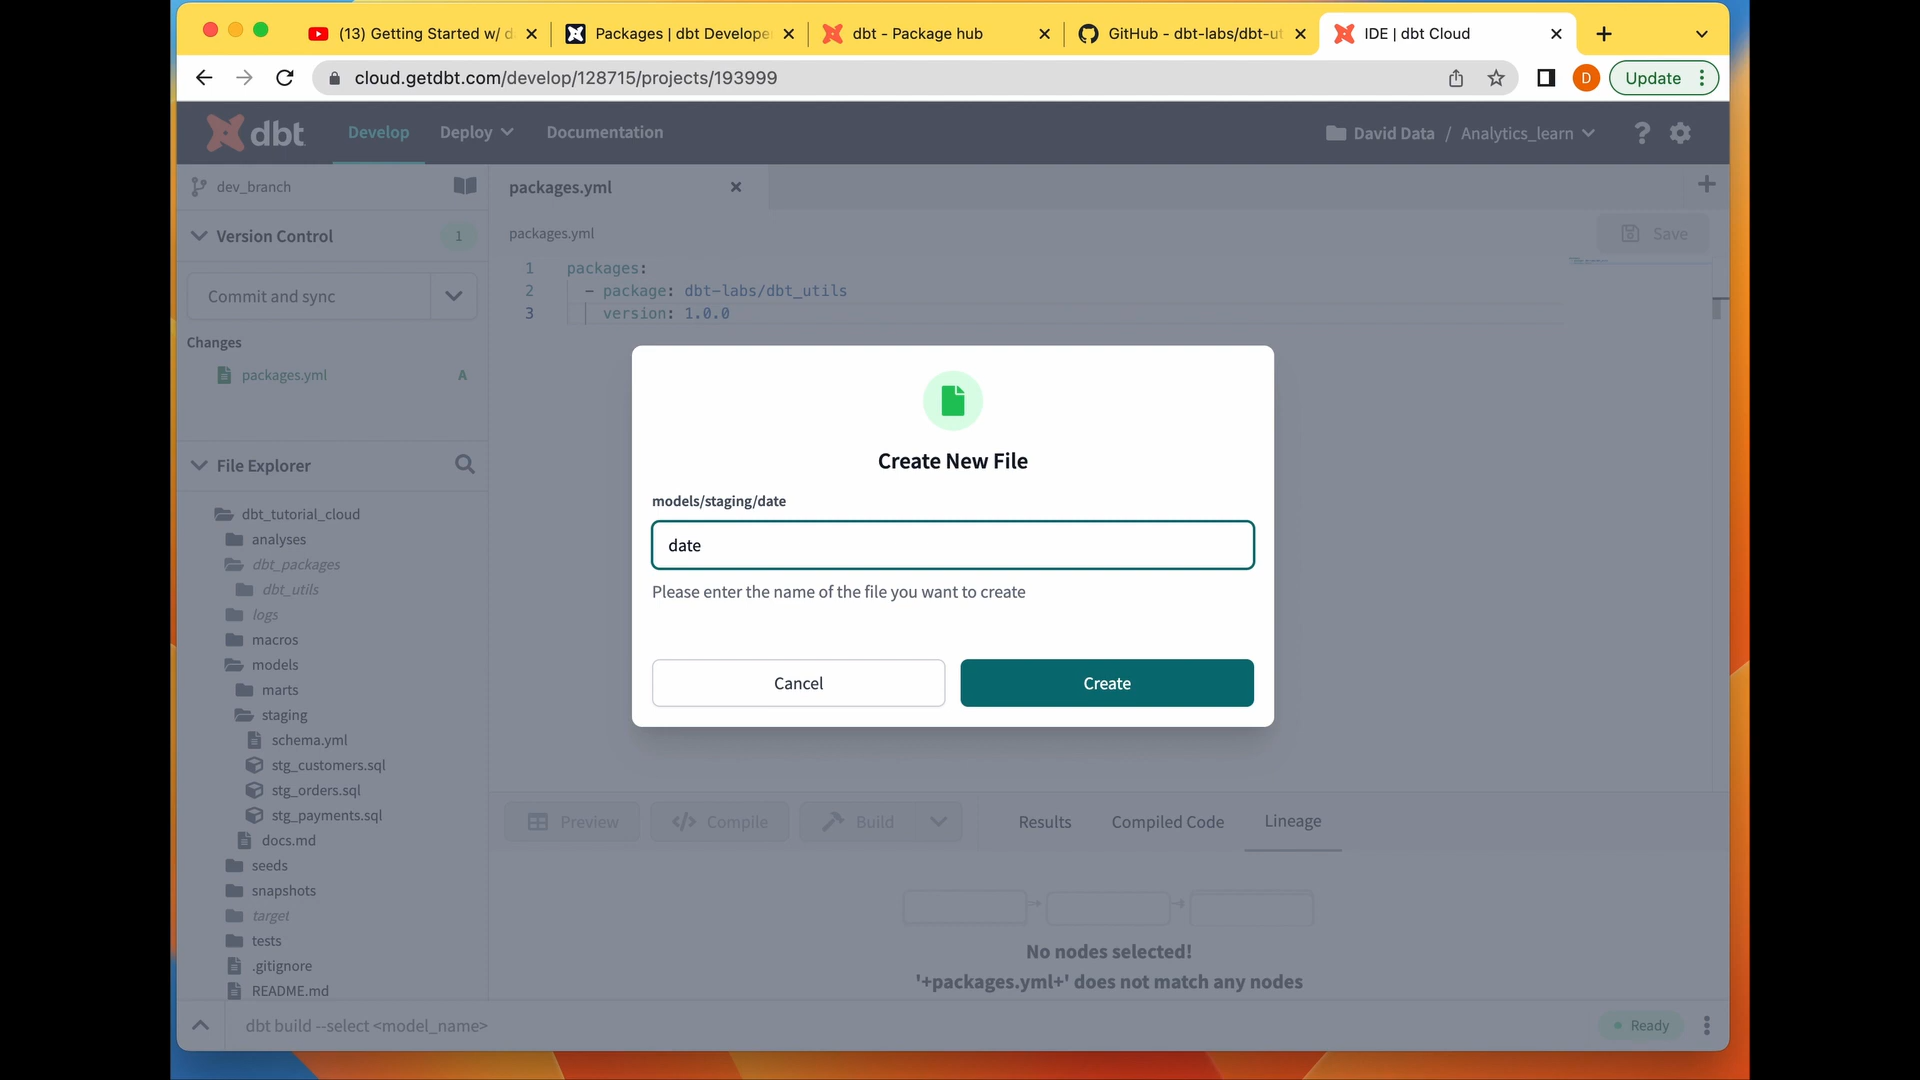 (13) Getting Started w/ d
Packages | dbt Develope
dbt - Package hub
GitHub - dbt-labs/dbt-ut
IDE | dbt Cloud
cloud.getdbt.com/develop/128715/projects/193999
D
Update
dbt
Develop
Deploy
Documentation
David Data / Analytics_learn
?
dev_branch
packages.yml
Version Control
1
packages.yml
Save
Commit and sync
1 packages:
2 - package: dbt-labs/dbt_utils
3 version: 1.0.0
Changes
packages.yml A
Create New File
models/staging/date
date
Please enter the name of the file you want to create
Cancel
Create
File Explorer
dbt_tutorial_cloud
analyses
dbt_packages
dbt_utils
logs
macros
models
marts
staging
schema.yml
stg_customers.sql
stg_orders.sql
stg_payments.sql
docs.md
seeds
snapshots
target
tests
.gitignore
README.md
Preview
Compile
Build
Results
Compiled Code
Lineage
No nodes selected!
'+packages.yml+' does not match any nodes
dbt build --select <model_name>
Ready